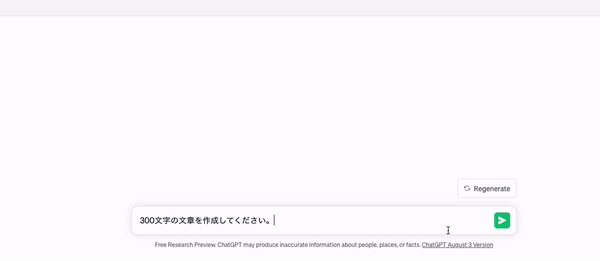 Regenerate
300文字の文章を作成してください。
Free Research Preview. ChatGPT may produce inaccurate information about people, places, or facts. ChatGPT August 3 Version